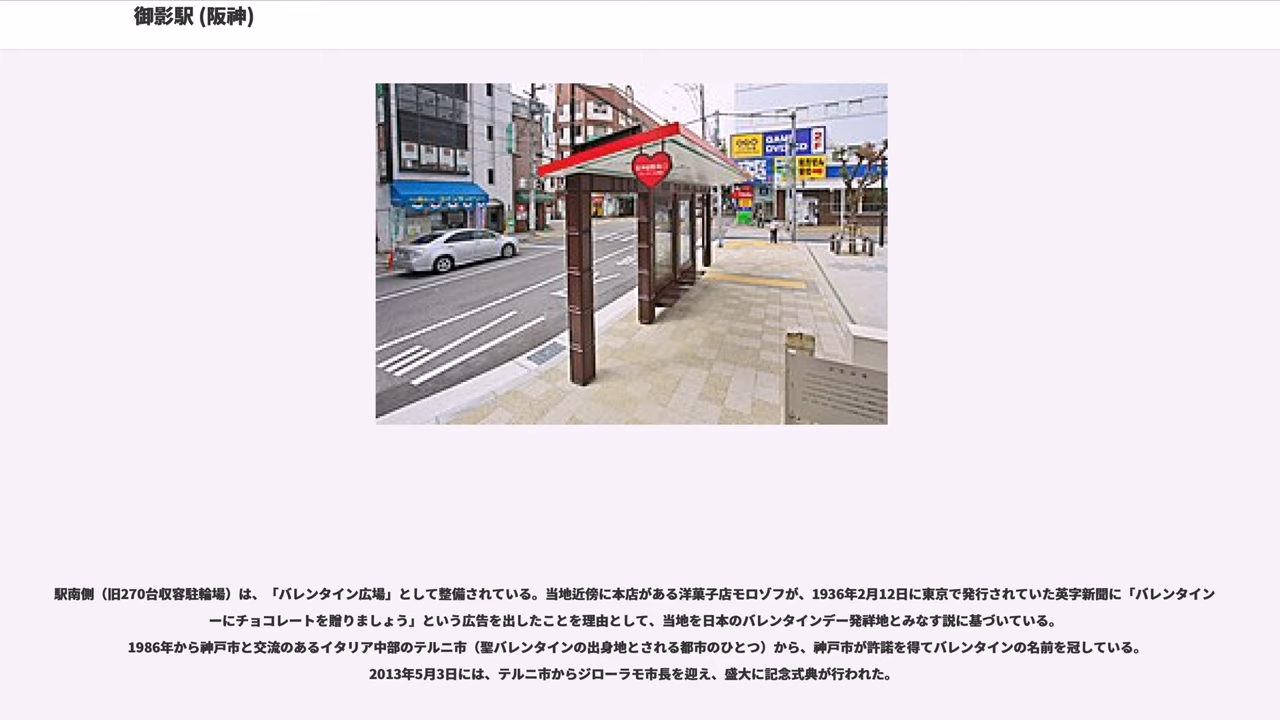 御影駅 (阪神)
GAME
DVD CD
駅南側（旧270台収容駐輪場）は、「バレンタイン広場」として整備されている。当地近傍に本店がある洋菓子店モロゾフが、1936年2月12日に東京で発行されていた英字新聞に「バレンタイン
ーにチョコレートを贈りましょう」という広告を出したことを理由として、当地を日本のバレンタインデー発祥地とみなす説に基づいている。
1986年から神戸市と交流のあるイタリア中部のテルニ市（聖バレンタインの出身地とされる都市のひとつ）から、神戸市が許諾を得てバレンタインの名前を冠している。
2013年5月3日には、テルニ市からジローラモ市長を迎え、盛大に記念式典が行われた。